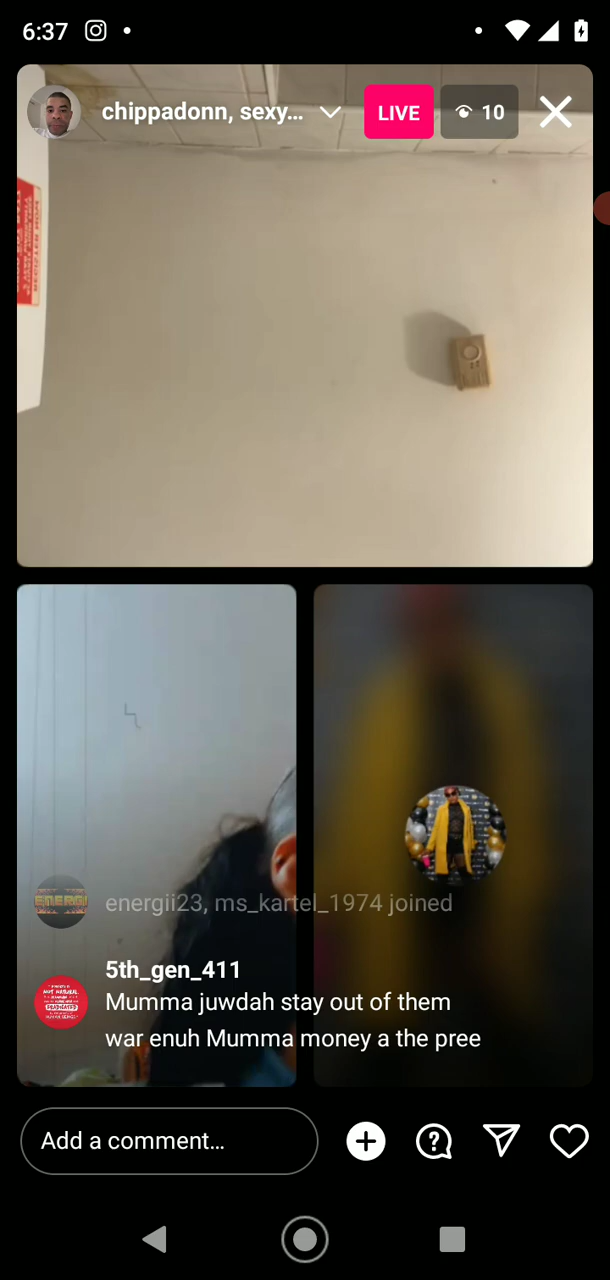 6:37
chippadonn, sexy...
LIVE
10
energii23, ms_kartel_1974 joined
5th_gen_411
Mumma juwdah stay out of them
war enuh Mumma money a the pree
Add a comment...